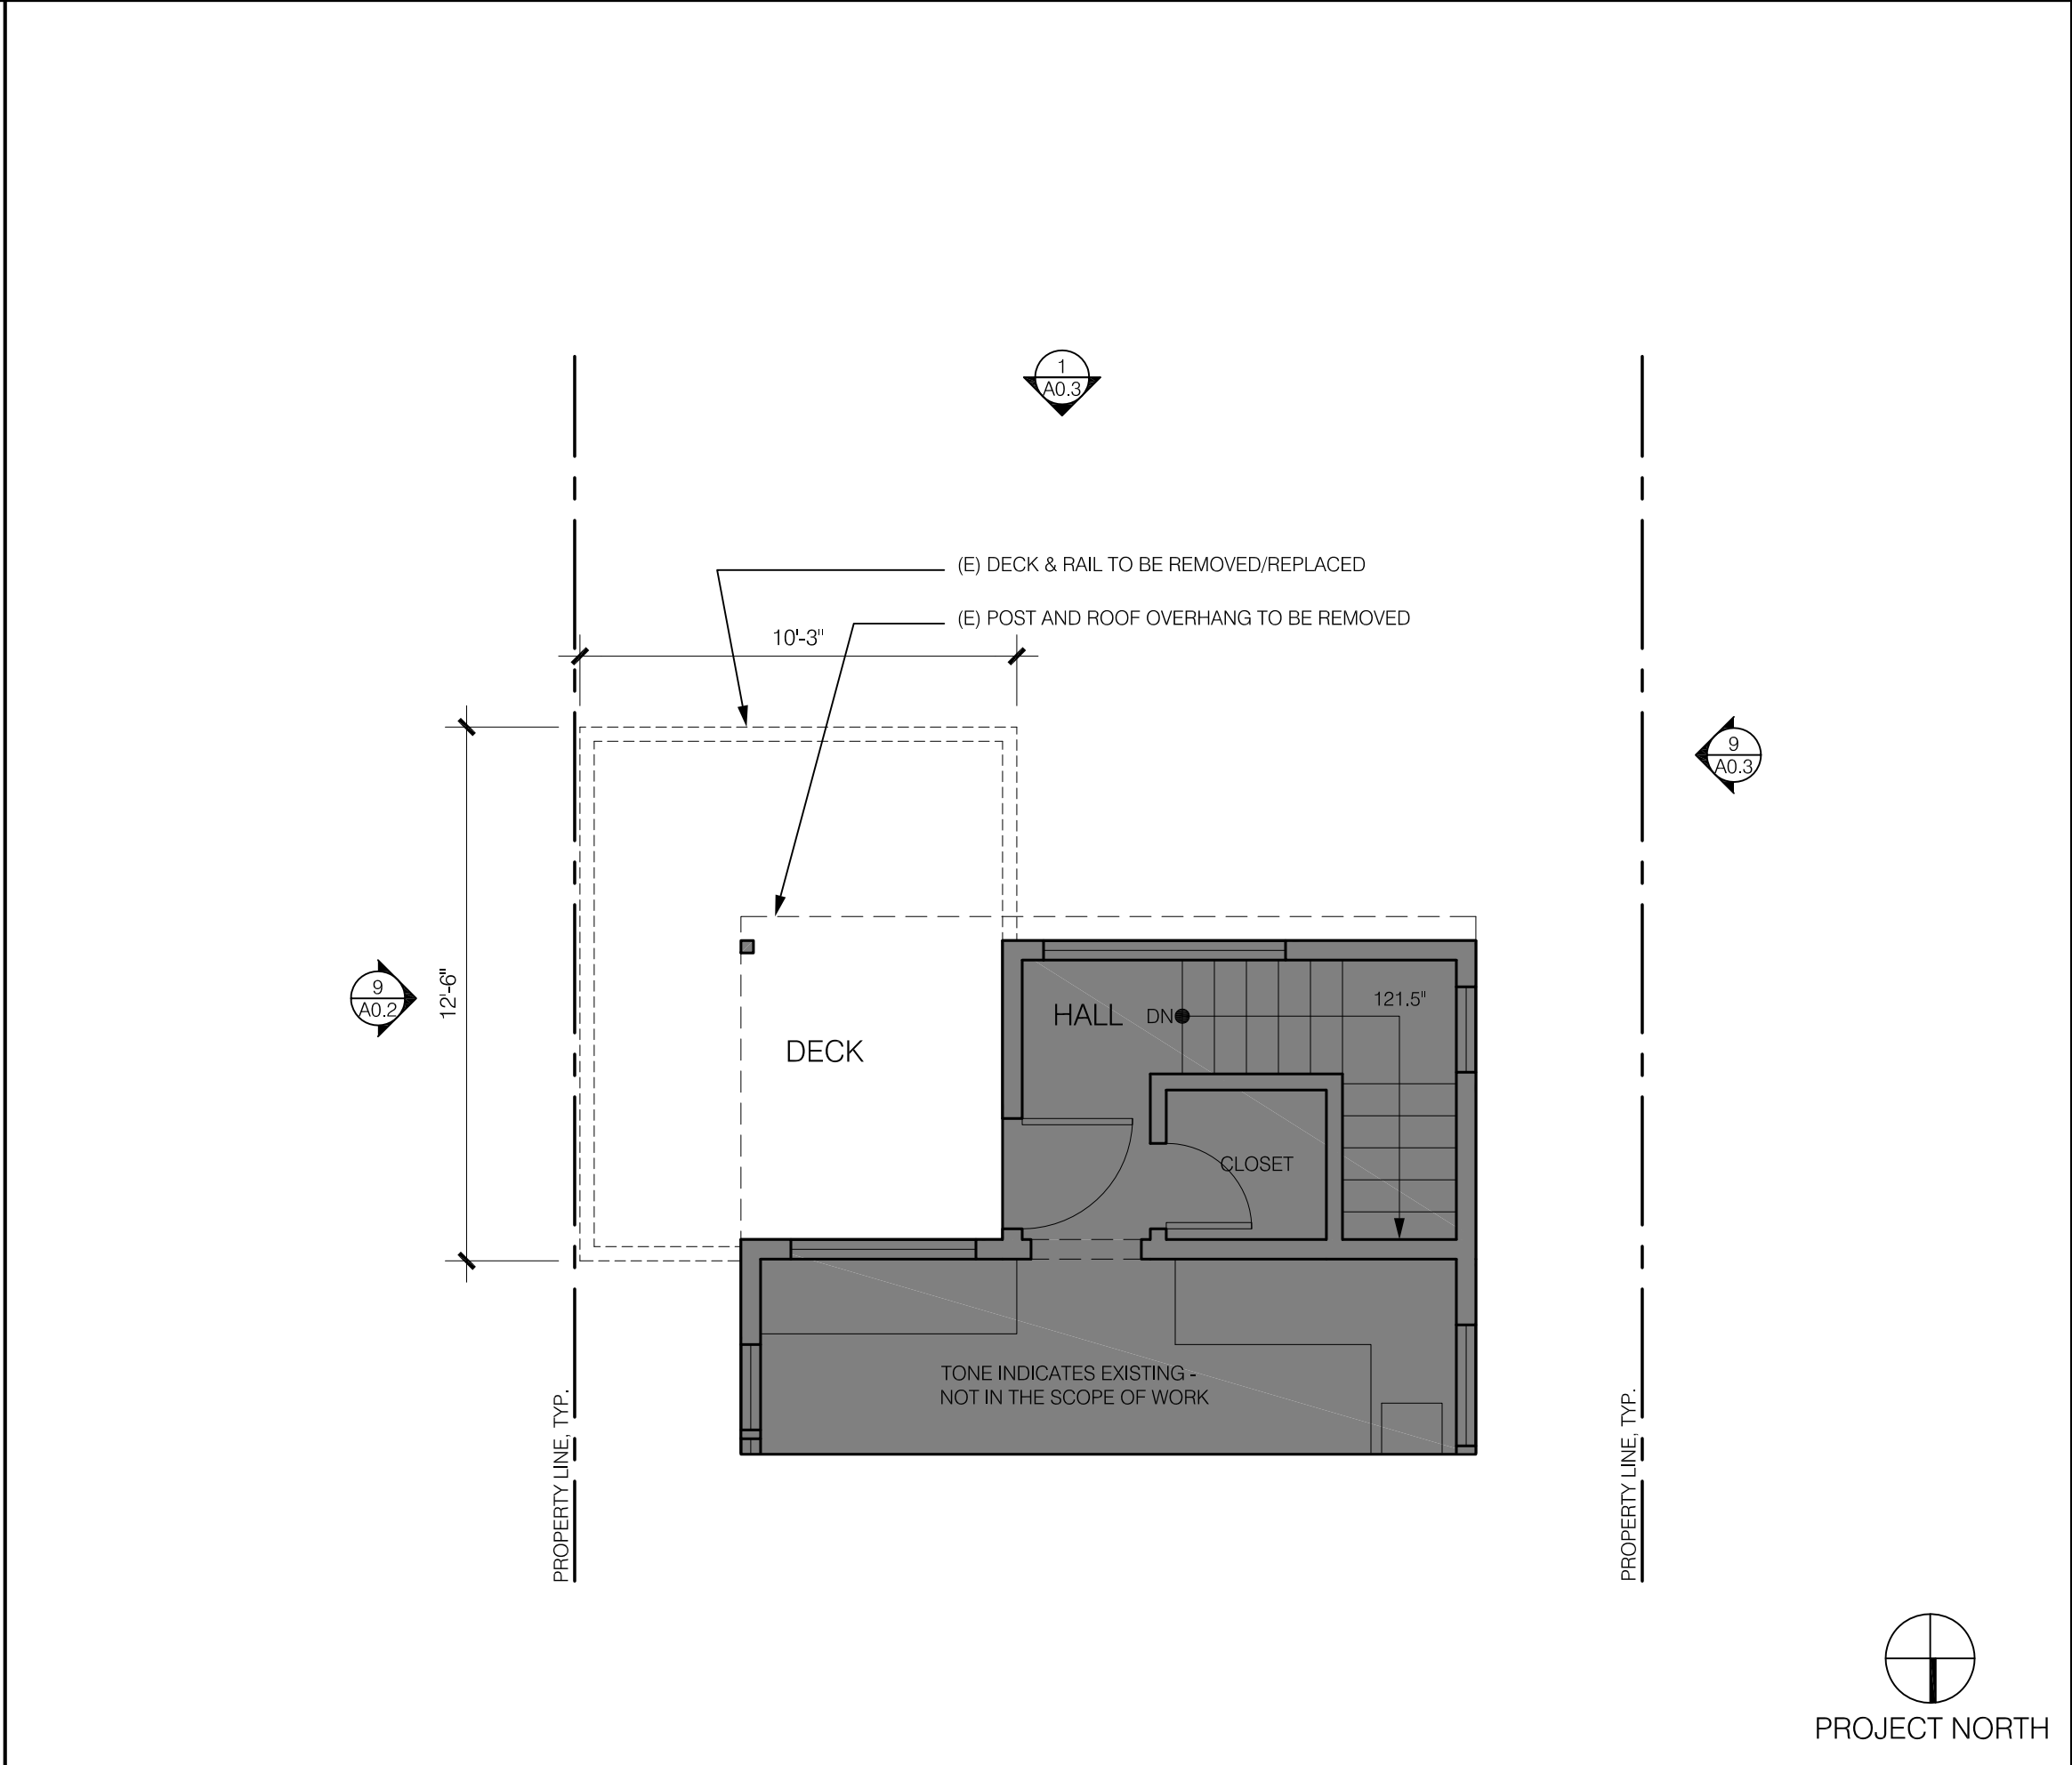 1
A0.3
(E) DECK & RAIL TO BE REMOVED/REPLACED
(E) POST AND ROOF OVERHANG TO BE REMOVED
10'-3"
9
A0.3
9
A0.2
12'-6"
HALL
DN
121.5"
DECK
CLOSET
TONE INDICATES EXISTING -
NOT IN THE SCOPE OF WORK
PROPERTY LINE, TYP.
PROPERTY LINE, TYP.
PROJECT NORTH